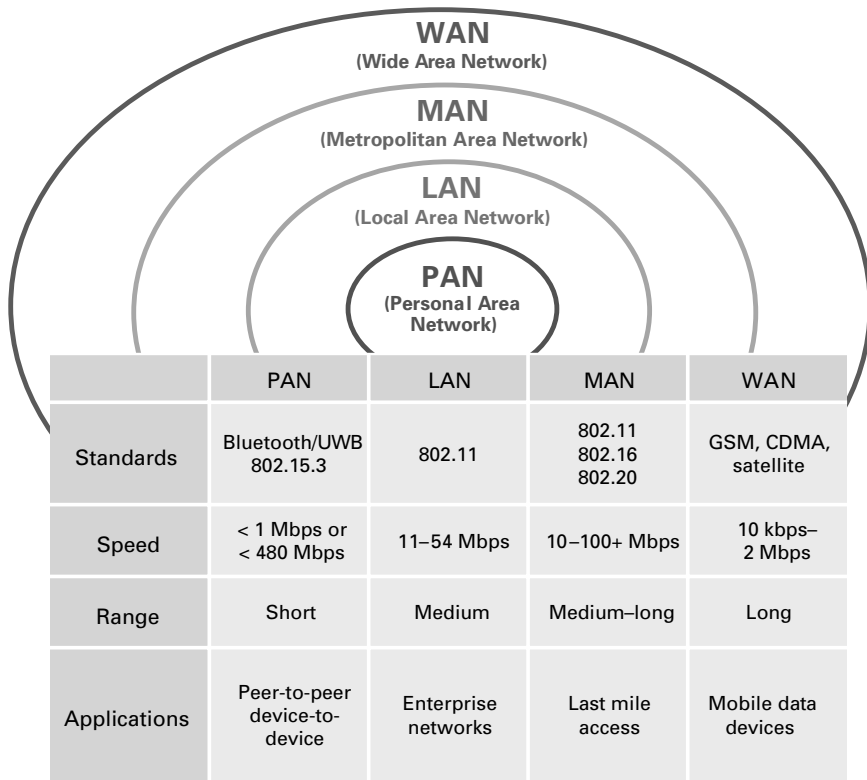 WAN
(Wide Area Network)
MAN
(Metropolitan Area Network)
LAN
(Local Area Network)
PAN
(Personal Area
Network)
PAN LAN MAN WAN
Standards
Bluetooth/UWB
802.15.3
802.11
802.11
802.16
802.20
GSM, CDMA,
satellite
Speed
< 1 Mbps or
< 480 Mbps
11–54 Mbps
10–100+ Mbps
10 kbps–
2 Mbps
Range
Short
Medium
Medium–long
Long
Applications
Peer-to-peer
device-to-
device
Enterprise
networks
Last mile
access
Mobile data
devices